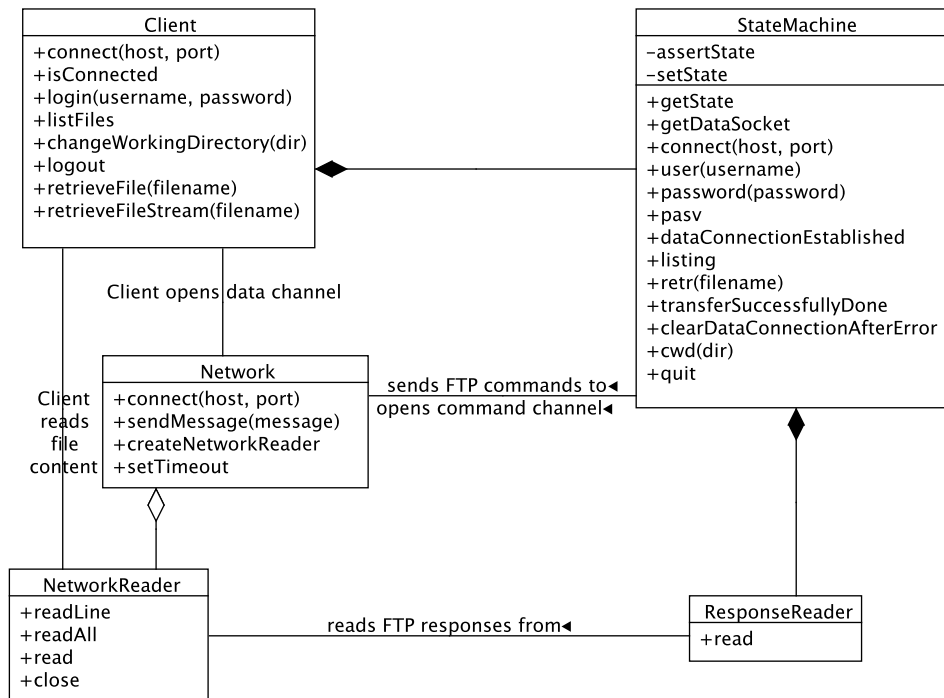 Client
+connect(host, port)
+isConnected
+login(username, password)
+listFiles
+changeWorkingDirectory(dir)
+logout
+retrieveFile(filename)
+retrieveFileStream(filename)
StateMachine
-assertState
-setState
+getState
+getDataSocket
+connect(host, port)
+user(username)
+password(password)
+pasv
+dataConnectionEstablished
+listing
+retr(filename)
+transferSuccessfullyDone
+clearDataConnectionAfterError
+cwd(dir)
+quit
Client opens data channel
Network
+connect(host, port)
+sendMessage(message)
+createNetworkReader
+setTimeout
sends FTP commands to◀
opens command channel◀
Client
reads
file
content
NetworkReader
+readLine
+readAll
+read
+close
reads FTP responses from◀
ResponseReader
+read